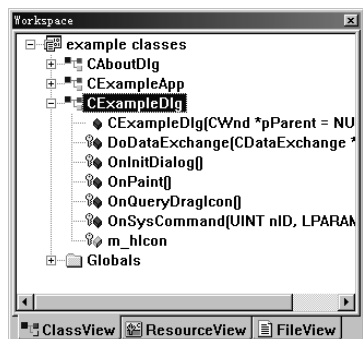 Workspace
example classes
CAboutDlg
CExampleApp
CExampleDlg
CExampleDlg(CWnd *pParent = NU
DoDataExchange(CDataExchange *
OnInitDialog()
OnPaint()
OnQueryDragIcon()
OnSysCommand(UINT nID, LPARAM
m_hIcon
Globals
ClassView ResourceView FileView